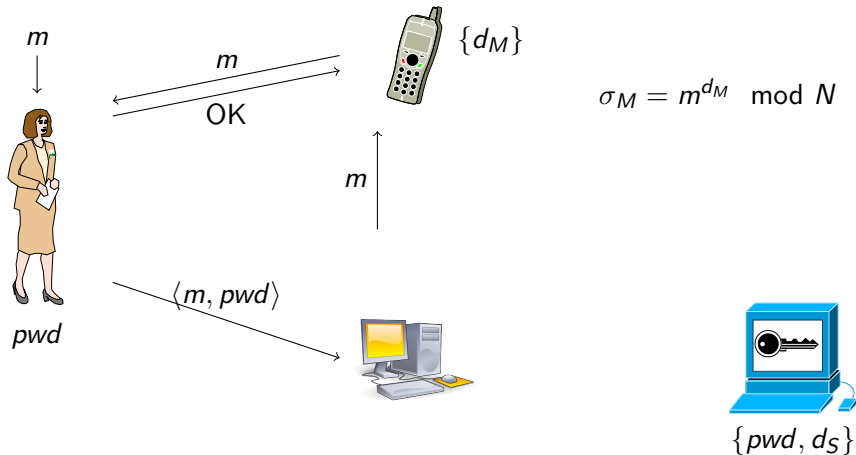 m
{d_M}
m
OK
σ_M = m^{d_M} mod N
m
⟨m, pwd⟩
pwd
{pwd, d_S}